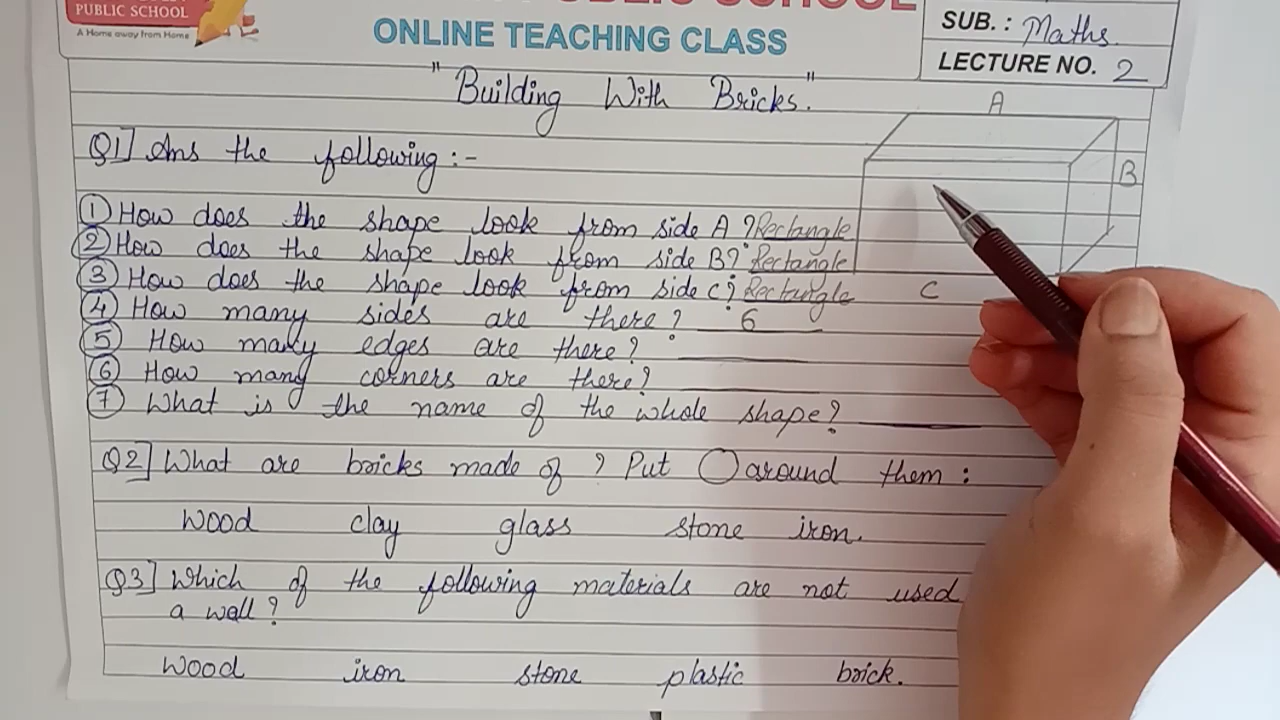 PUBLIC SCHOOL
A Home away from Home
ONLINE TEACHING CLASS
SUB. : Maths.
LECTURE NO. 2
"Building With Bricks."
A
B
C
Q1] Ans the following :-
1 How does the shape look from side A? Rectangle
2 How does the shape look from side B? Rectangle
3 How does the shape look from side C? Rectangle
4 How many sides are there? 6
5 How many edges are there?
6 How many corners are there?
7 What is the name of the whole shape?
Q2] What are bricks made of? Put ◯ around them :
Wood clay glass stone iron.
Q3] Which of the following materials are not used
a wall?
Wood iron stone plastic brick.